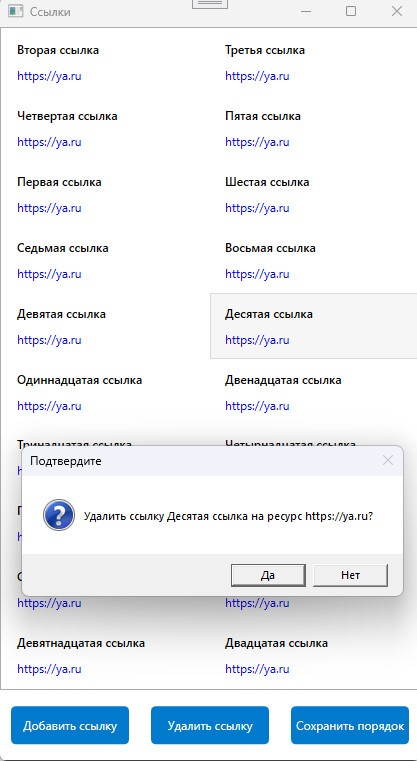 Ссылки
Вторая ссылка
Третья ссылка
https://ya.ru
https://ya.ru
Четвертая ссылка
Пятая ссылка
https://ya.ru
https://ya.ru
Первая ссылка
Шестая ссылка
https://ya.ru
https://ya.ru
Седьмая ссылка
Восьмая ссылка
https://ya.ru
https://ya.ru
Девятая ссылка
Десятая ссылка
https://ya.ru
https://ya.ru
Одиннадцатая ссылка
Двенадцатая ссылка
https://ya.ru
https://ya.ru
Тринадцатая ссылка
Четырнадцатая ссылка
Подтвердите
Удалить ссылку Десятая ссылка на ресурс https://ya.ru?
Да
Нет
https://ya.ru
https://ya.ru
Девятнадцатая ссылка
Двадцатая ссылка
https://ya.ru
https://ya.ru
Добавить ссылку
Удалить ссылку
Сохранить порядок